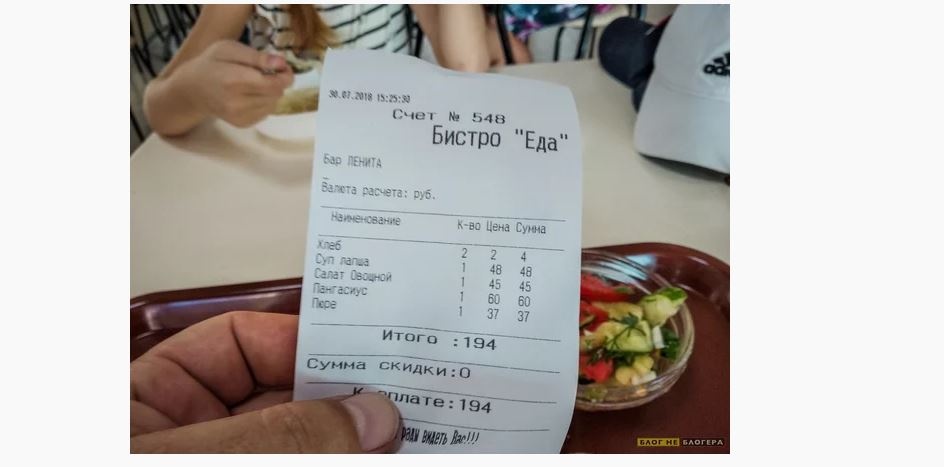 30.07.2018 15:25:30
Счет № 548
Бистро "Еда"
Бар ЛЕНИТА
Валюта расчета: руб.
Наименование К-во Цена Сумма
Хлеб 2 2 4
Суп лапша 1 48 48
Салат Овощной 1 45 45
Пангасиус 1 60 60
Пюре 1 37 37
Итого :194
Сумма скидки:0
К оплате:194
рады видеть Вас!!!
adidas
БЛОГ НЕ БЛОГЕРА